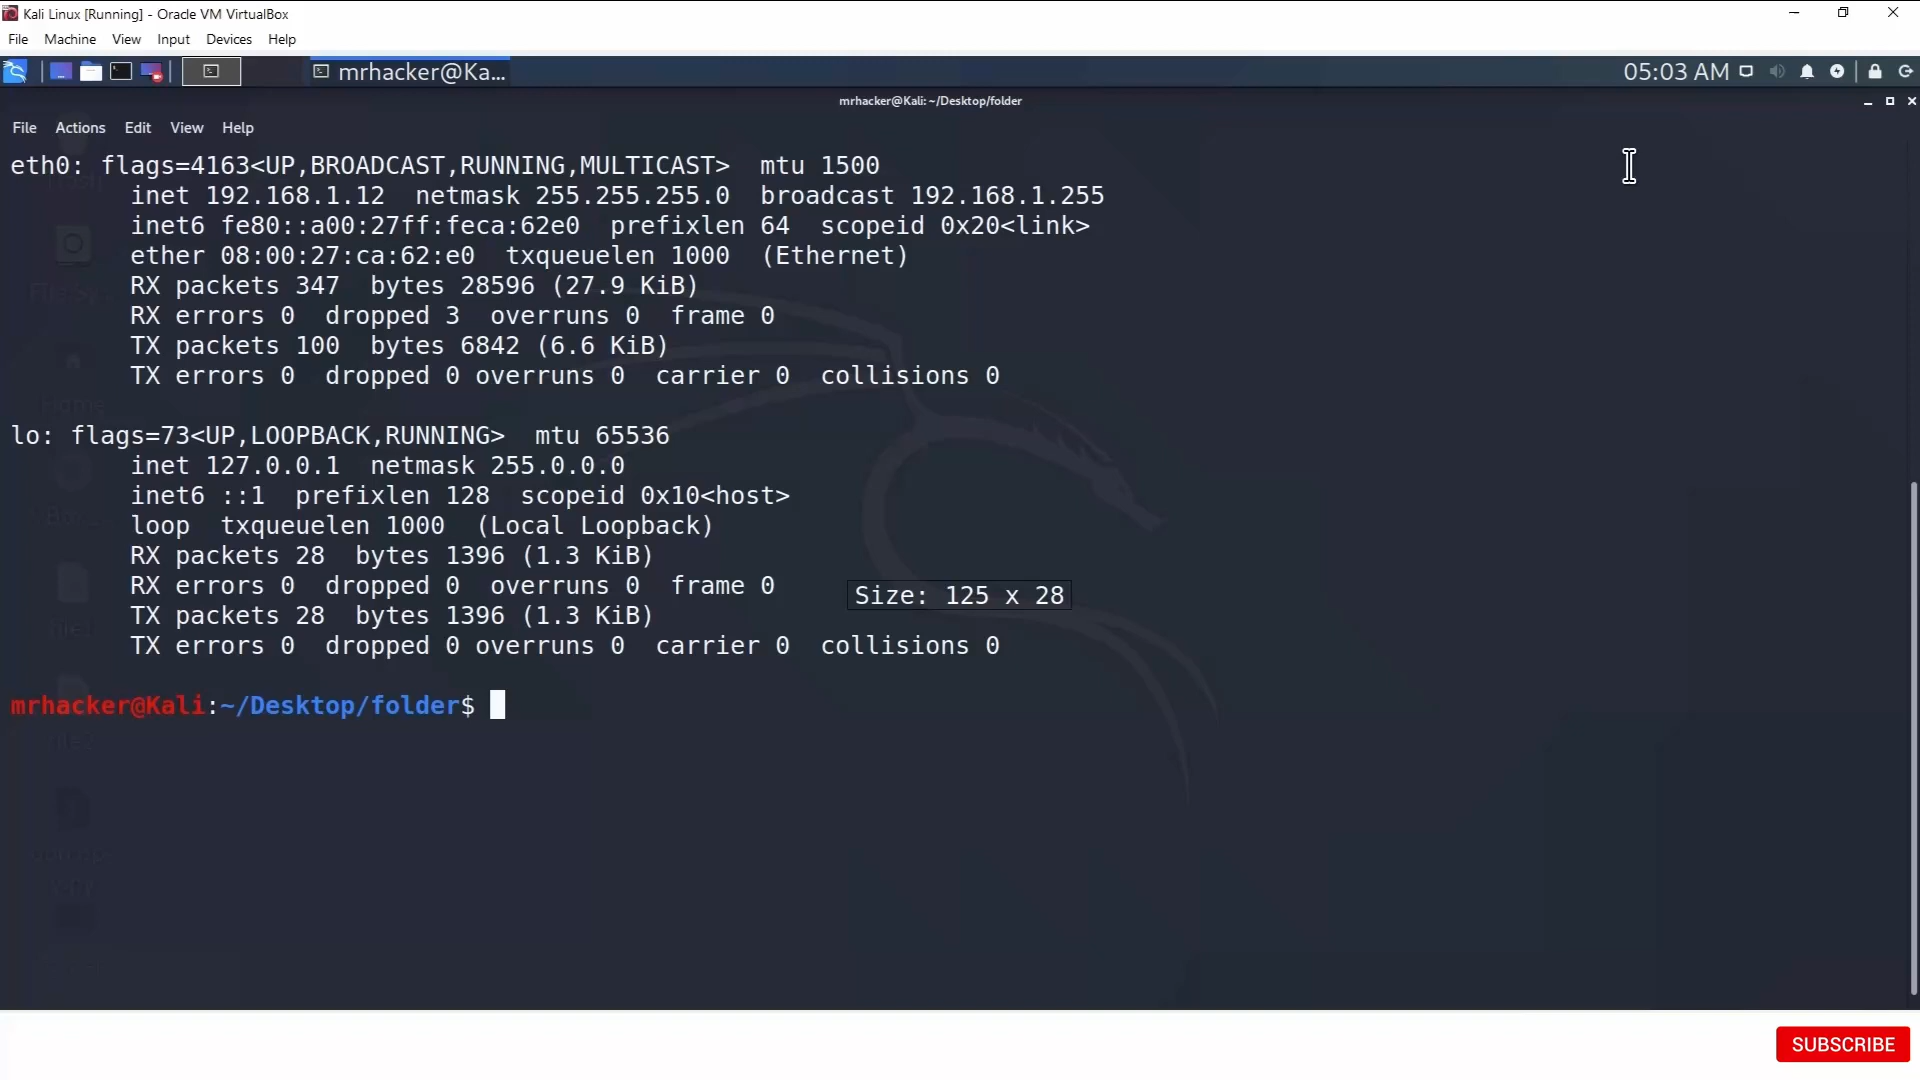 Kali Linux [Running] - Oracle VM VirtualBox
File Machine View Input Devices Help
mrhacker@Ka... 05:03 AM
mrhacker@Kali: ~/Desktop/folder
File Actions Edit View Help
eth0: flags=4163<UP,BROADCAST,RUNNING,MULTICAST>  mtu 1500
        inet 192.168.1.12  netmask 255.255.255.0  broadcast 192.168.1.255
        inet6 fe80::a00:27ff:feca:62e0  prefixlen 64  scopeid 0x20<link>
        ether 08:00:27:ca:62:e0  txqueuelen 1000  (Ethernet)
        RX packets 347  bytes 28596 (27.9 KiB)
        RX errors 0  dropped 3  overruns 0  frame 0
        TX packets 100  bytes 6842 (6.6 KiB)
        TX errors 0  dropped 0 overruns 0  carrier 0  collisions 0
lo: flags=73<UP,LOOPBACK,RUNNING>  mtu 65536
        inet 127.0.0.1  netmask 255.0.0.0
        inet6 ::1  prefixlen 128  scopeid 0x10<host>
        loop  txqueuelen 1000  (Local Loopback)
        RX packets 28  bytes 1396 (1.3 KiB)
        RX errors 0  dropped 0  overruns 0  frame 0
        Size: 125 x 28
        TX packets 28  bytes 1396 (1.3 KiB)
        TX errors 0  dropped 0 overruns 0  carrier 0  collisions 0
mrhacker@Kali:~/Desktop/folder$
Home
SUBSCRIBE